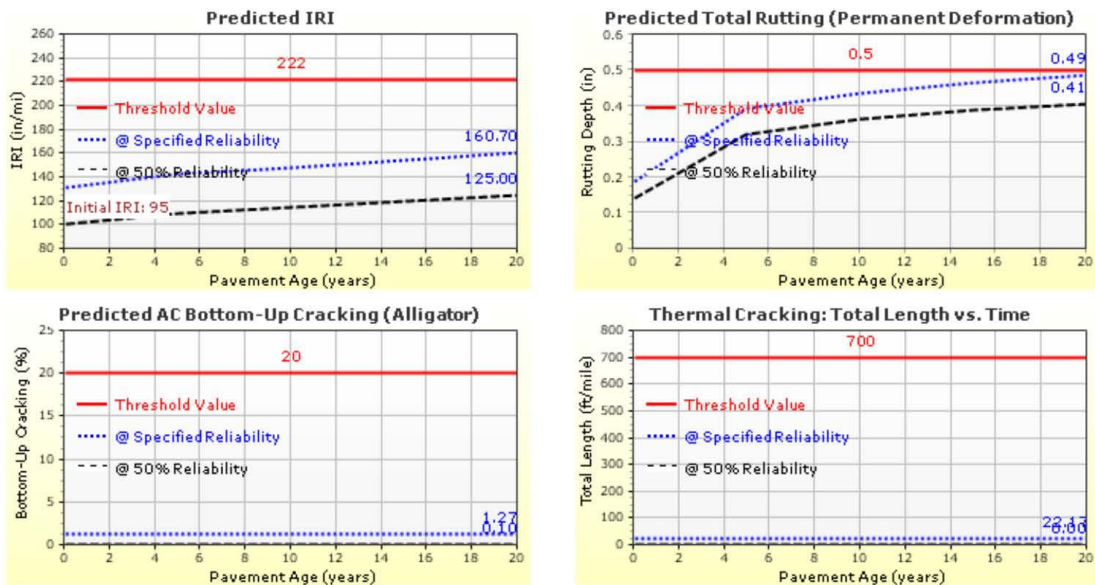 Predicted IRI
IRI (in/mi)
260
240
220
200
180
160
140
120
100
80
222
Threshold Value
@ Specified Reliability
@ 50% Reliability
160.70
125.00
Initial IRI: 95
0 2 4 6 8 10 12 14 16 18 20
Pavement Age (years)
Predicted Total Rutting (Permanent Deformation)
Rutting Depth (in)
0.6
0.5
0.4
0.3
0.2
0.1
0
0.5
0.49
0.41
Threshold Value
@ Specified Reliability
@ 50% Reliability
0 2 4 6 8 10 12 14 16 18 20
Pavement Age (years)
Predicted AC Bottom-Up Cracking (Alligator)
Bottom-Up Cracking (%)
25
20
15
10
5
0
20
Threshold Value
@ Specified Reliability
@ 50% Reliability
1.27
0.10
0 2 4 6 8 10 12 14 16 18 20
Pavement Age (years)
Thermal Cracking: Total Length vs. Time
Total Length (ft/mile)
800
700
600
500
400
300
200
100
0
700
Threshold Value
@ Specified Reliability
@ 50% Reliability
22.13
0.00
0 2 4 6 8 10 12 14 16 18 20
Pavement Age (years)